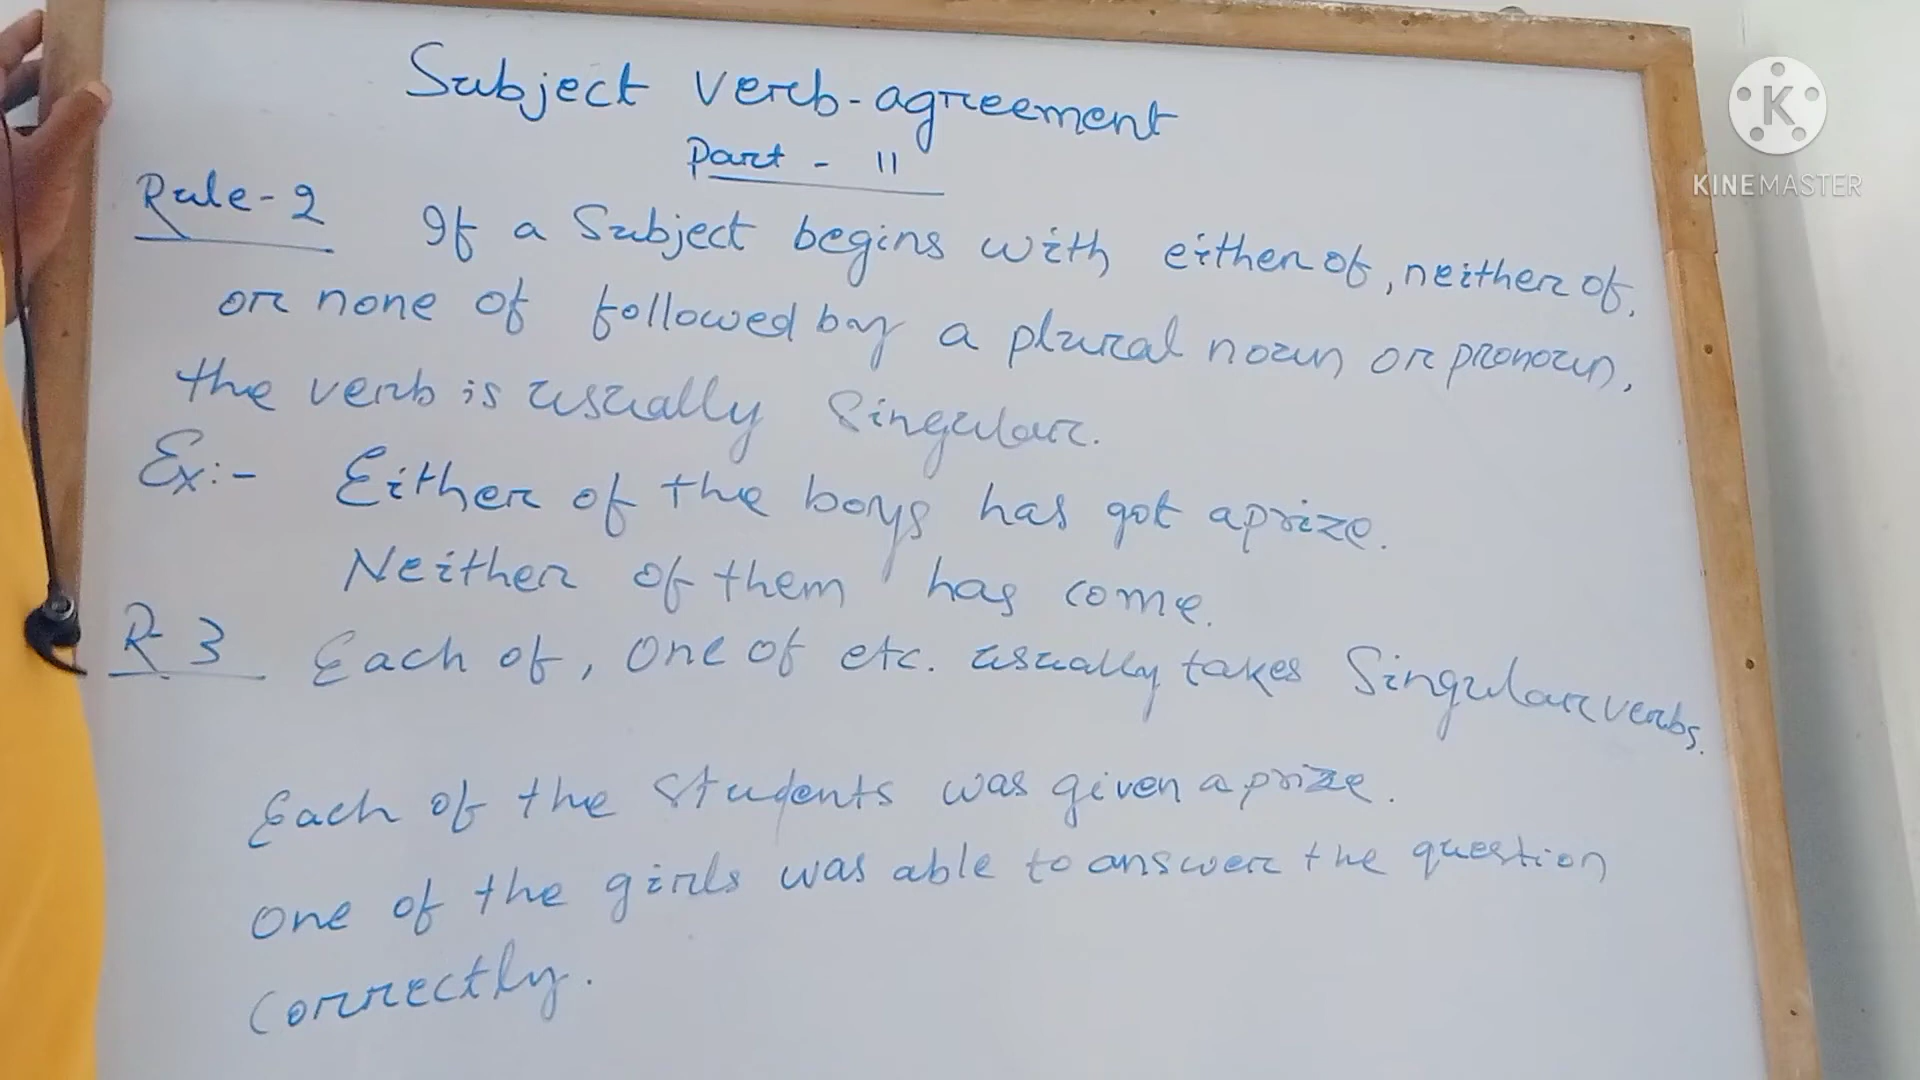 Subject verb-agreement
Part - II
Rule-2 If a Subject begins with either of, neither of,
or none of followed by a plural noun or pronoun,
the verb is usually Singular.
Ex:- Either of the boys has got a prize.
Neither of them has come.
R-3 Each of, one of etc. usually takes Singular verbs.
Each of the students was given a prize.
One of the girls was able to answer the question
correctly.
K
KINEMASTER